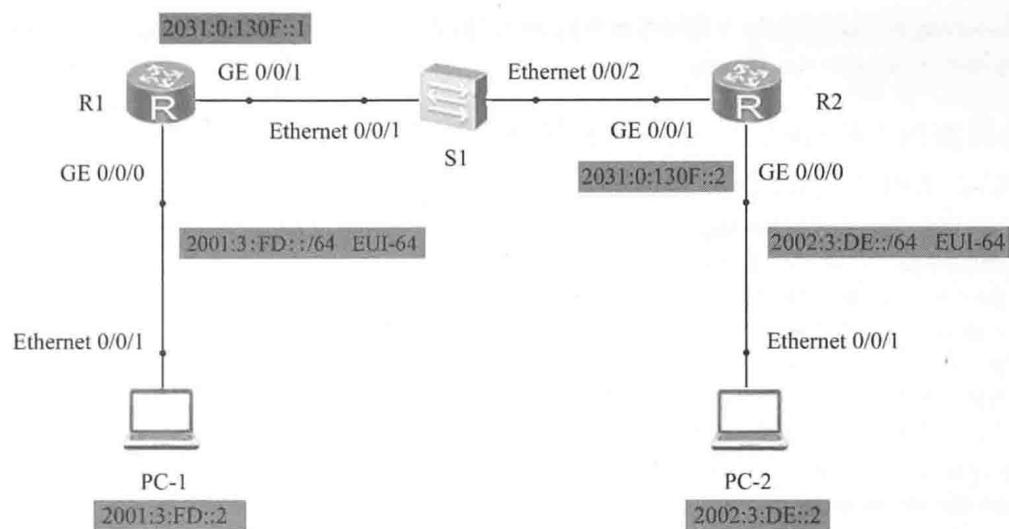 2031:0:130F::1
GE 0/0/1
Ethernet 0/0/2
R1
R
R
R2
Ethernet 0/0/1
S1
GE 0/0/1
GE 0/0/0
2031:0:130F::2
GE 0/0/0
2001:3::FD::/64 EUI-64
2002:3:DE::/64 EUI-64
Ethernet 0/0/1
Ethernet 0/0/1
PC-1
PC-2
2001:3:FD::2
2002:3:DE::2